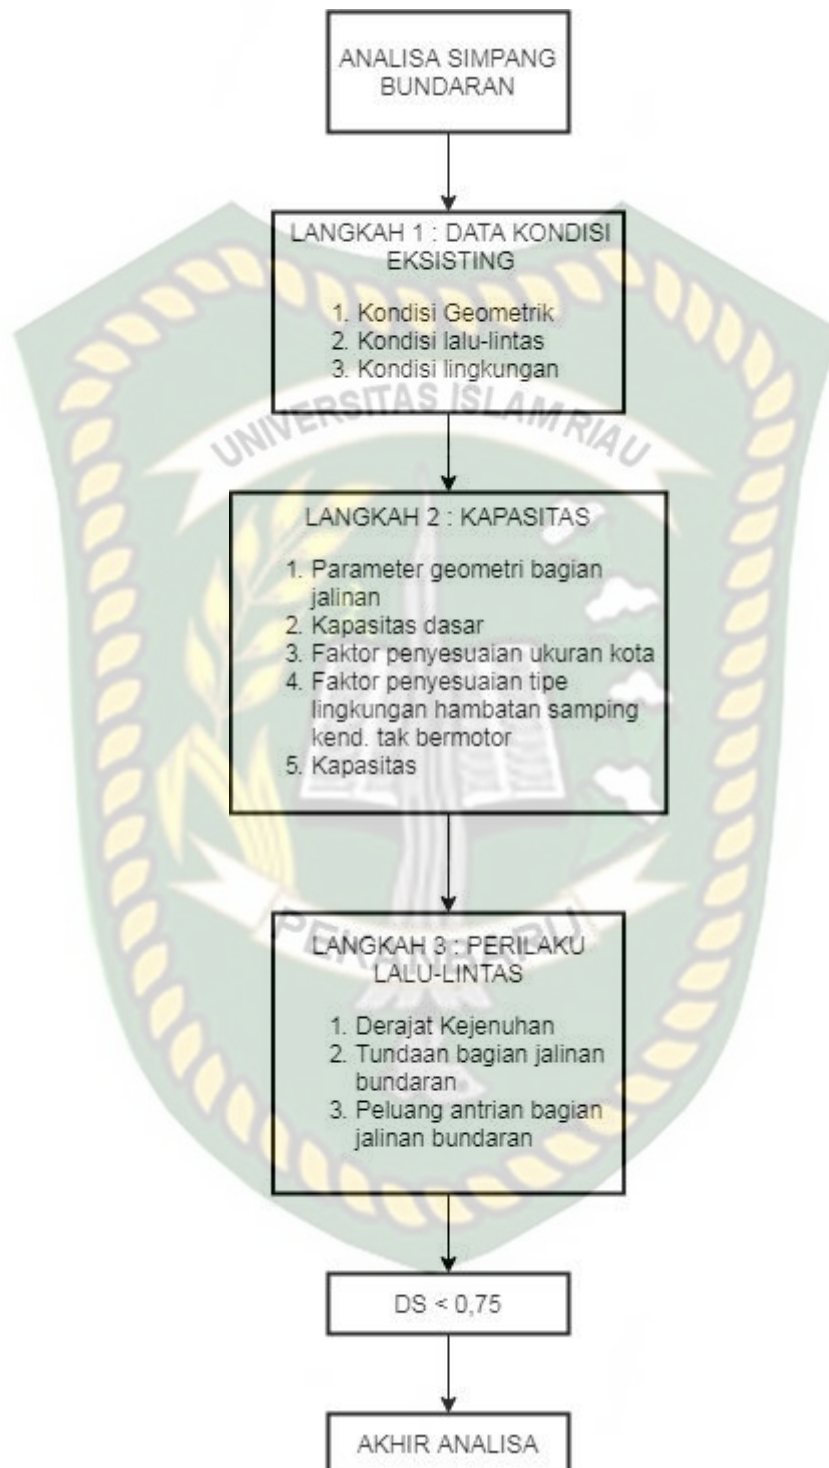 ANALISA SIMPANG
BUNDARAN
LANGKAH 1 : DATA KONDISI
EKSISTING
1. Kondisi Geometrik
2. Kondisi lalu-lintas
3. Kondisi lingkungan
UNIVERSITAS ISLAM RIAU
LANGKAH 2 : KAPASITAS
1. Parameter geometri bagian
jalinan
2. Kapasitas dasar
3. Faktor penyesuaian ukuran kota
4. Faktor penyesuaian tipe
lingkungan hambatan samping
kend. tak bermotor
5. Kapasitas
PEKANBARU
LANGKAH 3 : PERILAKU
LALU-LINTAS
1. Derajat Kejenuhan
2. Tundaan bagian jalinan
bundaran
3. Peluang antrian bagian
jalinan bundaran
DS < 0,75
AKHIR ANALISA